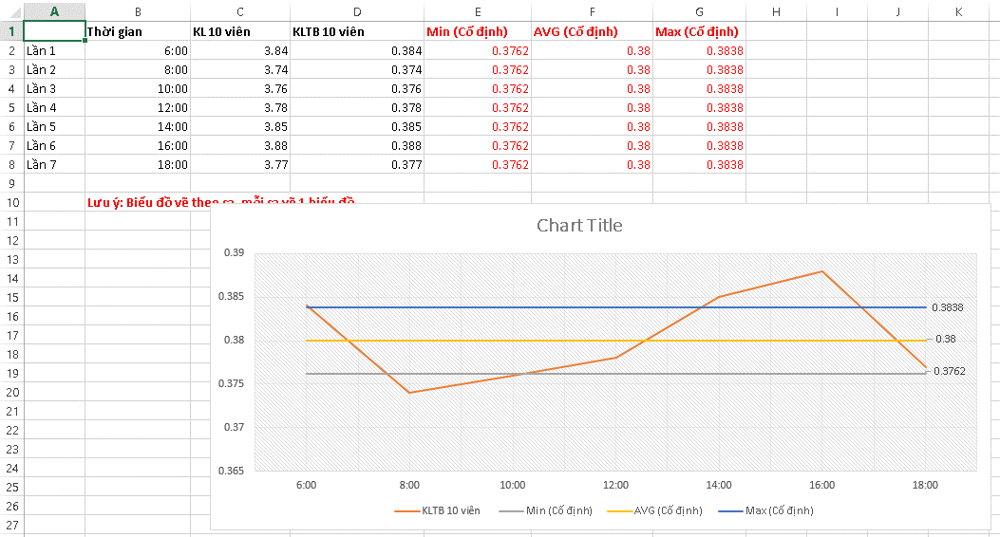 A B C D E F G H I J K
1 Thời gian KL 10 viên KLTB 10 viên Min (Cố định) AVG (Cố định) Max (Cố định)
2 Lần 1 6:00 3.84 0.384 0.3762 0.38 0.3838
3 Lần 2 8:00 3.74 0.374 0.3762 0.38 0.3838
4 Lần 3 10:00 3.76 0.376 0.3762 0.38 0.3838
5 Lần 4 12:00 3.78 0.378 0.3762 0.38 0.3838
6 Lần 5 14:00 3.85 0.385 0.3762 0.38 0.3838
7 Lần 6 16:00 3.88 0.388 0.3762 0.38 0.3838
8 Lần 7 18:00 3.77 0.377 0.3762 0.38 0.3838
9
10 Lưu ý: Biểu đồ vẽ theo ca, mỗi ca vẽ 1 biểu đồ
11
12
13
14
15
16
17
18
19
20
21
22
23
24
25
26
27
Chart Title
0.39
0.385
0.38
0.375
0.37
0.365
0.3838
0.38
0.3762
6:00 8:00 10:00 12:00 14:00 16:00 18:00
KLTB 10 viên Min (Cố định) AVG (Cố định) Max (Cố định)